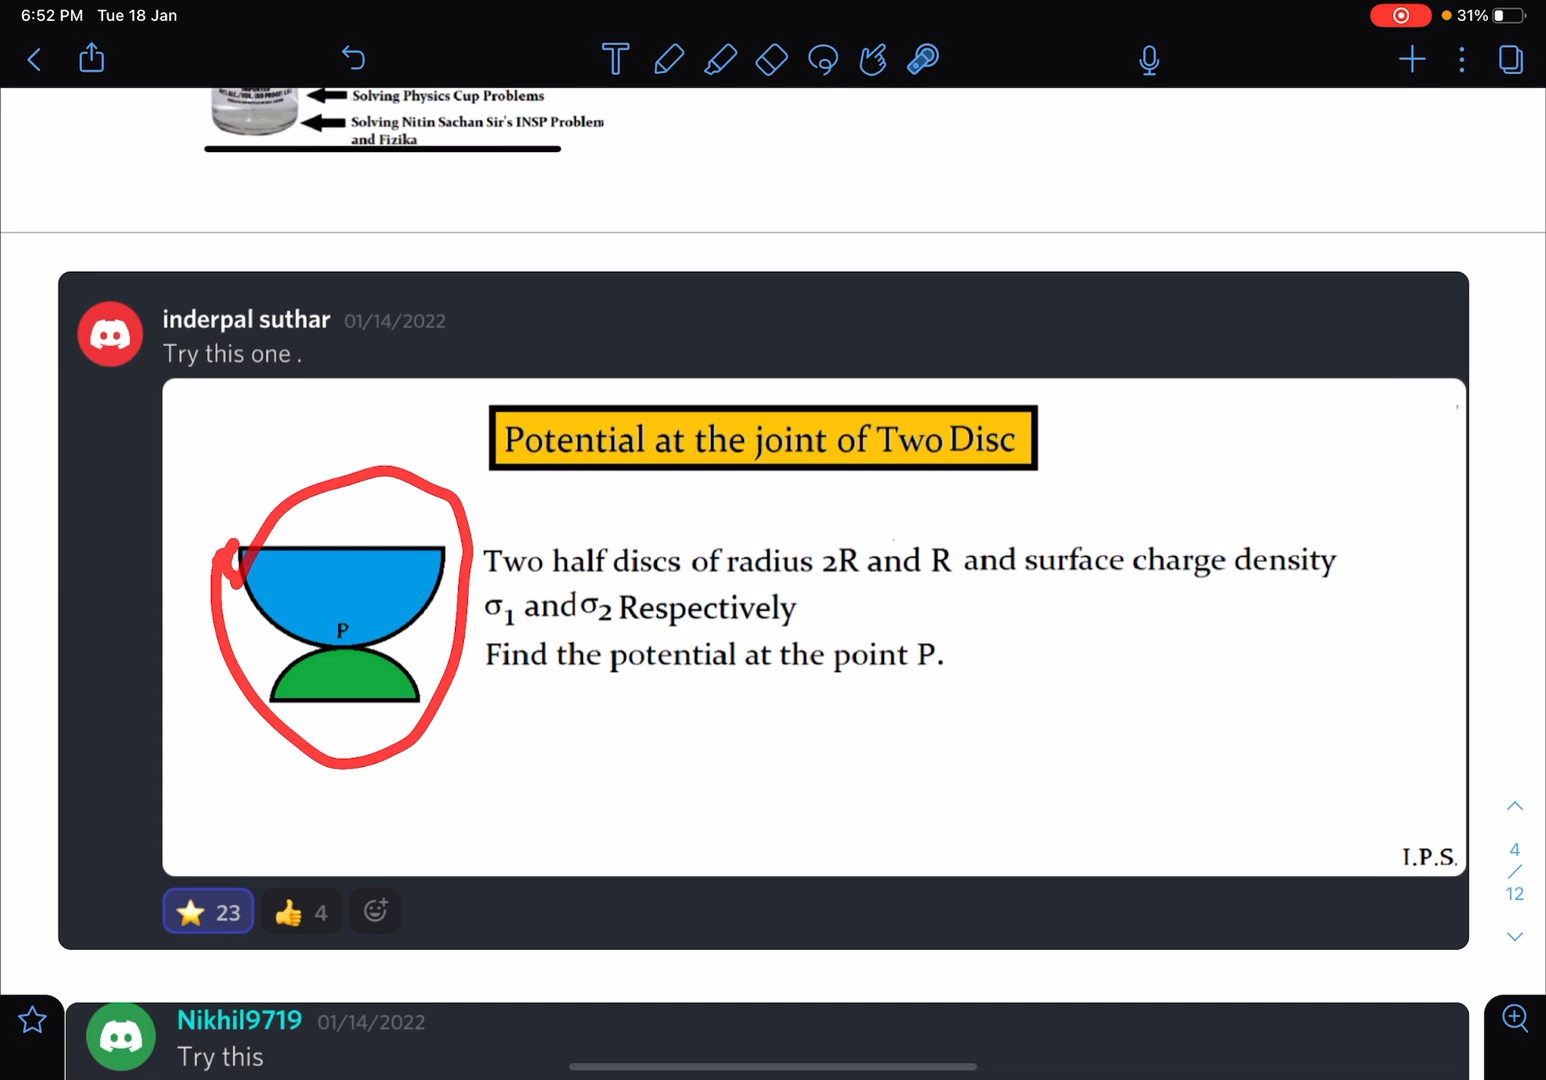 6:52 PM Tue 18 Jan
31%
Solving Physics Cup Problems
Solving Nitin Sachan Sir's INSP Problem
and Fizika
inderpal suthar 01/14/2022
Try this one .
Potential at the joint of Two Disc
Two half discs of radius 2R and R and surface charge density
σ₁ and σ₂ Respectively
Find the potential at the point P.
P
I.P.S.
23
4
4
/
12
Nikhil9719 01/14/2022
Try this